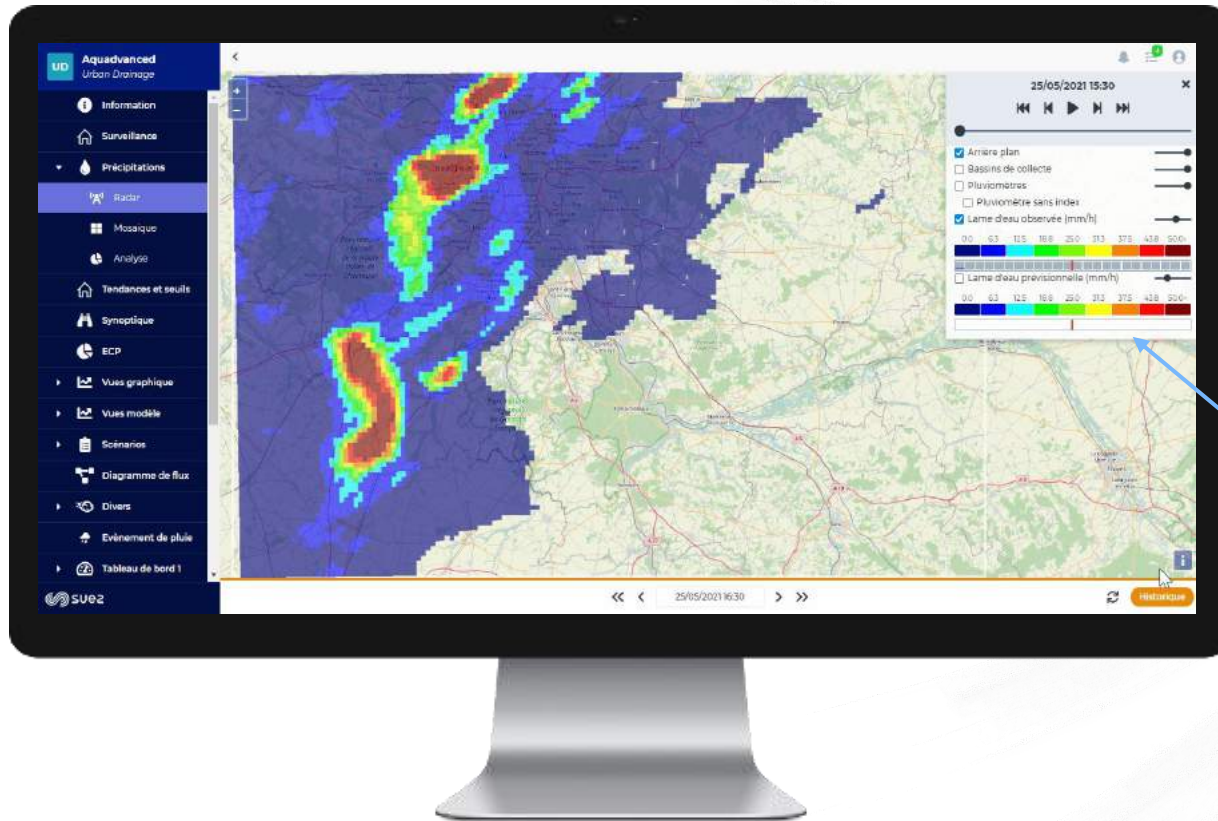 UD
Aquadvanced
Urban Drainage
Information
Surveillance
Précipitations
Radar
Mosaïque
Analyse
Tendances et seuils
Synoptique
ECP
Vues graphique
Vues modèle
Scénarios
Diagramme de flux
Divers
Evènement de pluie
Tableau de bord 1
suez
25/05/2021 15:30
Arrière plan
Bassins de collecte
Pluviomètres
Pluviomètre sans index
Lame d'eau observée (mm/h)
0.0 6.3 12.5 18.8 25.0 31.3 37.5 43.8 50.0+
Lame d'eau prévisionnelle (mm/h)
0.0 6.3 12.5 18.8 25.0 31.3 37.5 43.8 50.0+
25/05/2021 16:30
Historique